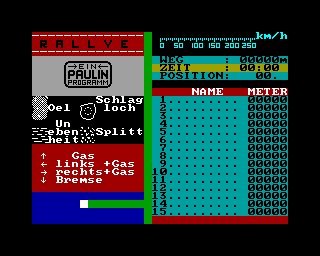 RALLYE
→EIN←
PAULIN
PROGRAMM
Oel Schlag
loch
Un
eben Splitt
heit
↑ Gas
← links +Gas
→ rechts+Gas
↓ Bremse
km/h
0 50 100 150 200 250
WEG : 00000m
ZEIT : 00:00
POSITION: 00.
NAME METER
1.......... 00000
2.......... 00000
3.......... 00000
4.......... 00000
5.......... 00000
6.......... 00000
7.......... 00000
8.......... 00000
9.......... 00000
10.......... 00000
11.......... 00000
12.......... 00000
13.......... 00000
14.......... 00000
15.......... 00000